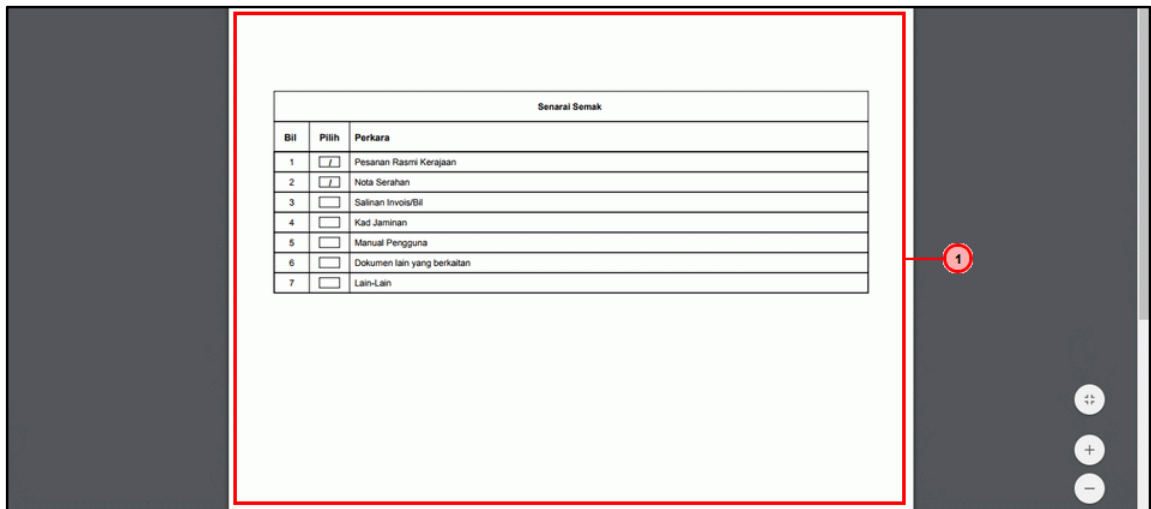 Senarai Semak
Bil Pilih Perkara
1 / Pesanan Rasmi Kerajaan
2 / Nota Serahan
3 Salinan Invois/Bil
4 Kad Jaminan
5 Manual Pengguna
6 Dokumen lain yang berkaitan
7 Lain-Lain
1